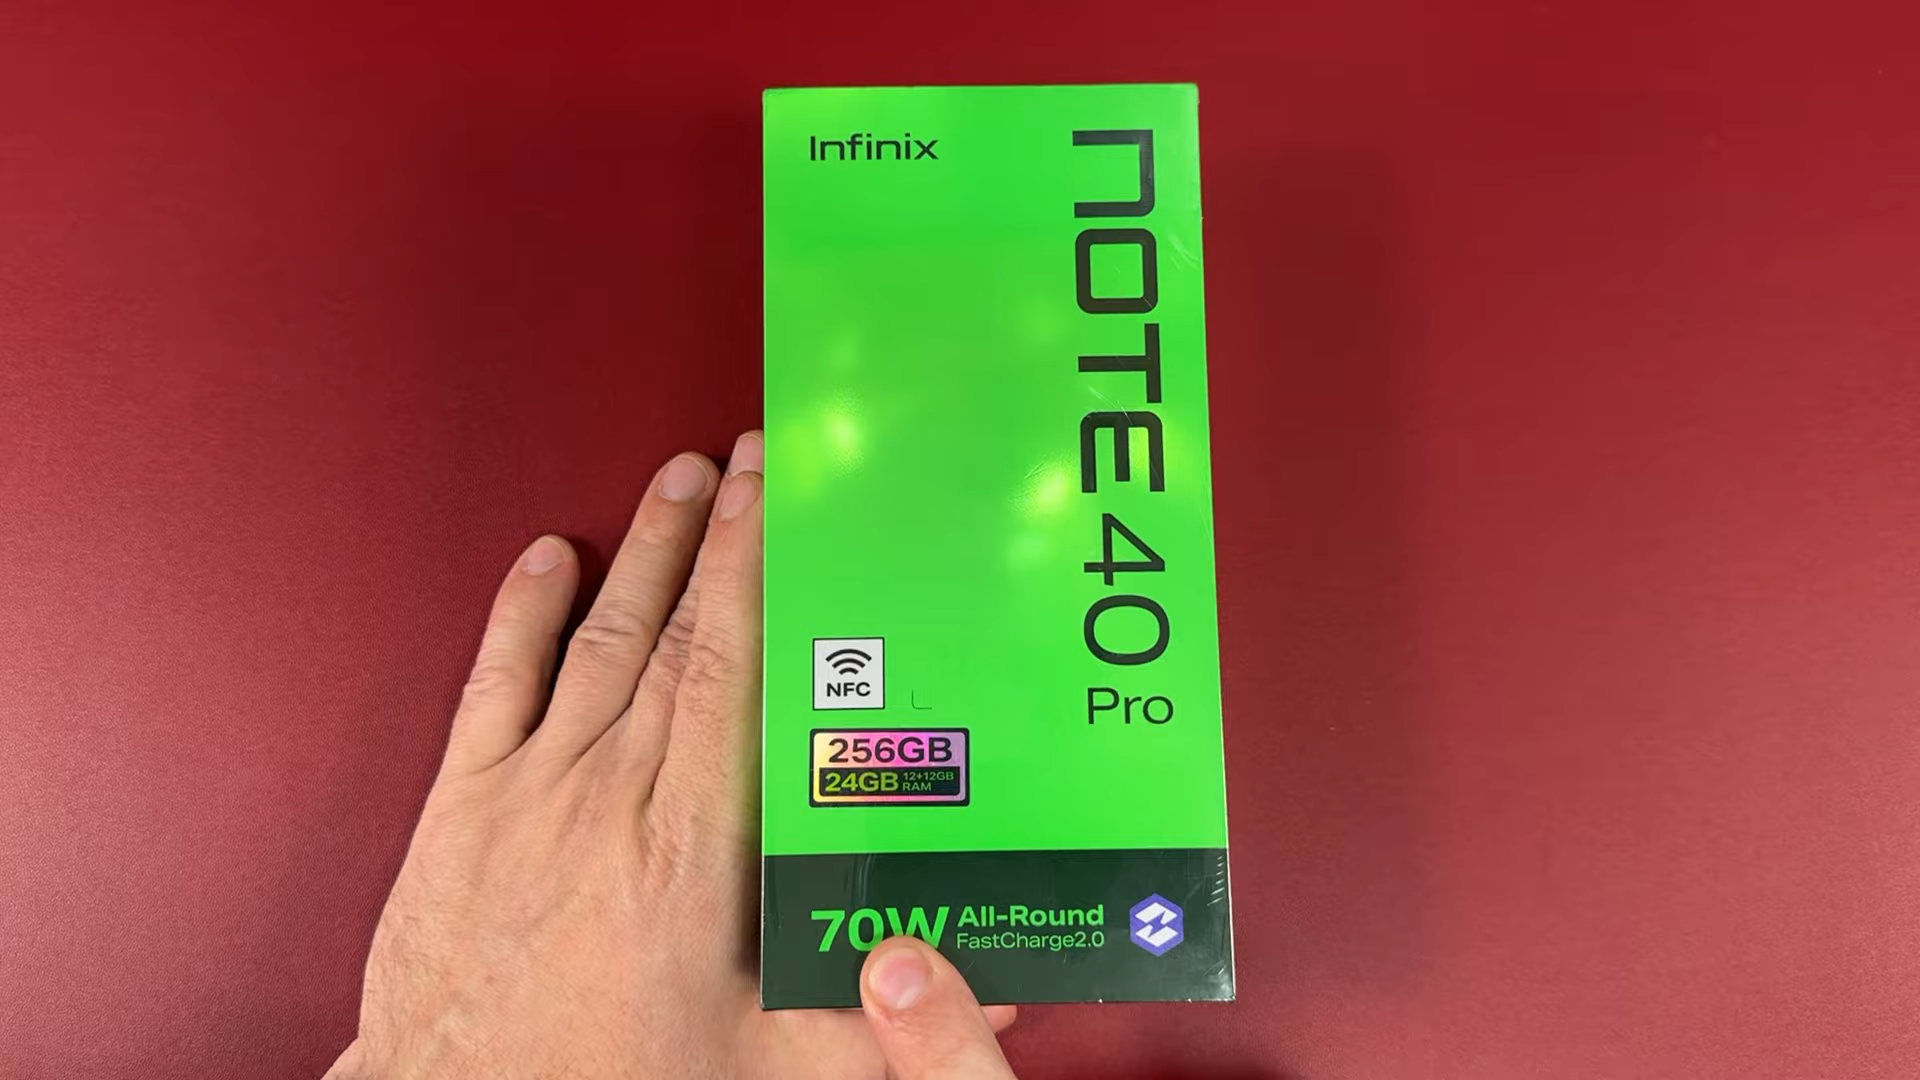 Infinix
NOTE 40
Pro
NFC
256GB
24GB 12+12GB
RAM
70W All-Round
FastCharge2.0